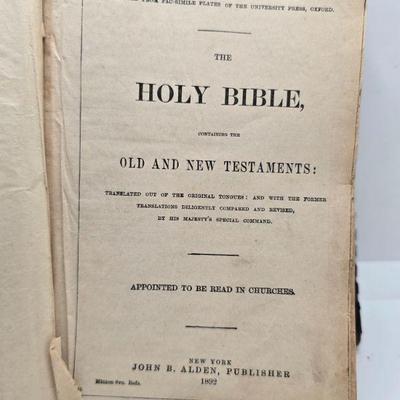 FROM FAC-SIMILE PLATES OF THE UNIVERSITY PRESS, OXFORD.
THE
HOLY BIBLE,
CONTAINING THE
OLD AND NEW TESTAMENTS:
TRANSLATED OUT OF THE ORIGINAL TONGUES: AND WITH THE FORMER
TRANSLATIONS DILIGENTLY COMPARED AND REVISED,
BY HIS MAJESTY'S SPECIAL COMMAND.
APPOINTED TO BE READ IN CHURCHES.
NEW YORK
JOHN B. ALDEN, PUBLISHER
1892
8vo. Refs.